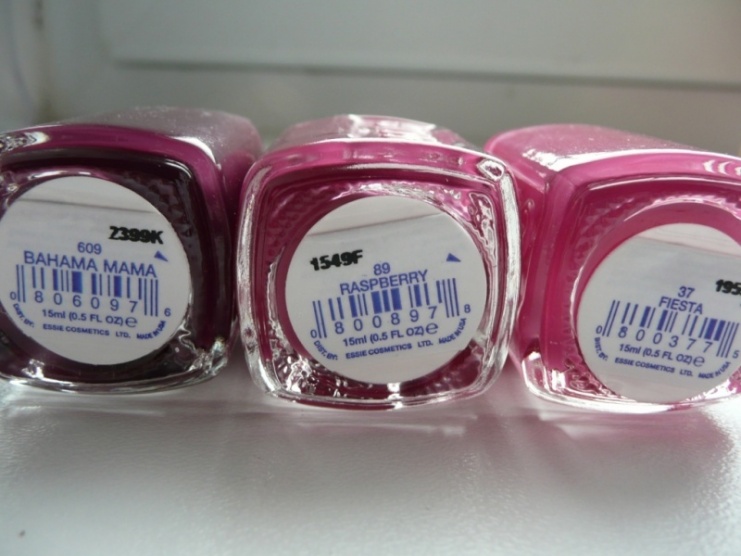 2399K
609
BAHAMA MAMA
0 806097 6
15ml (0.5 FL OZ)e
DIST. BY: ESSIE COSMETICS LTD. MADE IN USA
1549F
89
RASPBERRY
0 800897 8
15ml (0.5 FL OZ)e
DIST. BY: ESSIE COSMETICS LTD. MADE IN USA
195
37
FIESTA
0 800377 5
15ml (0.5 FL OZ)e
DIST. BY: ESSIE COSMETICS LTD. MADE IN USA